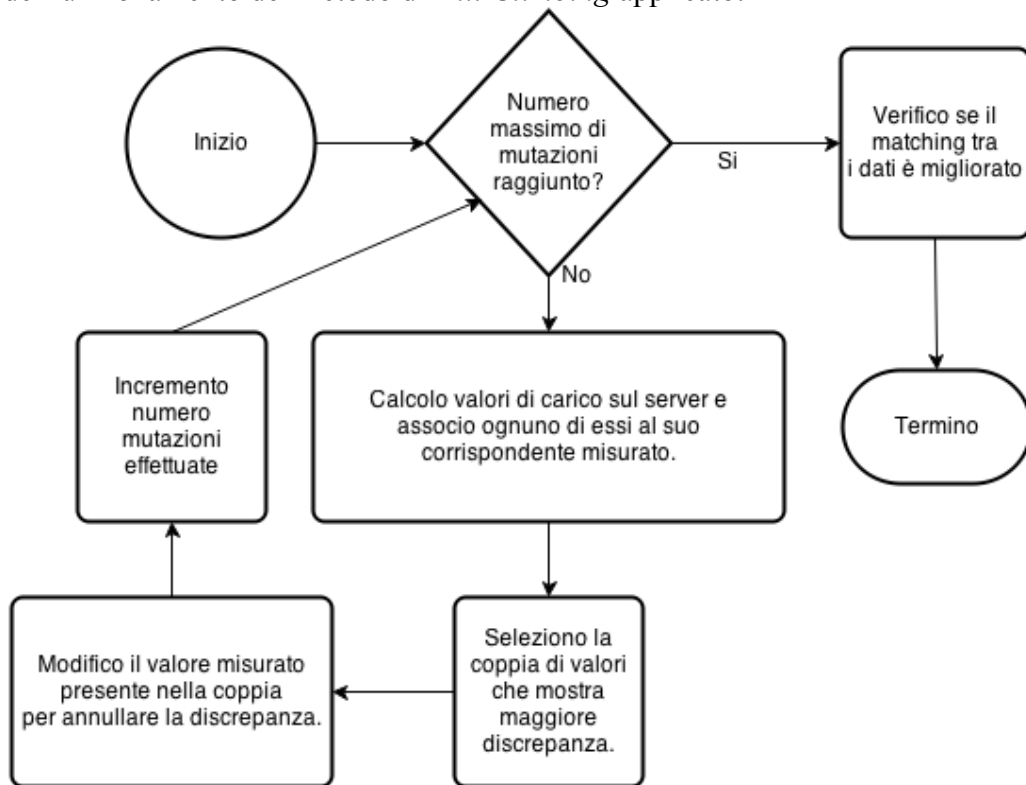 applicato.
Inizio
Numero
massimo di
mutazioni
raggiunto?
Si
Verifico se il
matching tra
i dati è migliorato
No
Incremento
numero
mutazioni
effettuate
Calcolo valori di carico sul server e
associo ognuno di essi al suo
corrispondente misurato.
Termino
Modifico il valore misurato
presente nella coppia
per annullare la discrepanza.
Seleziono la
coppia di valori
che mostra
maggiore
discrepanza.